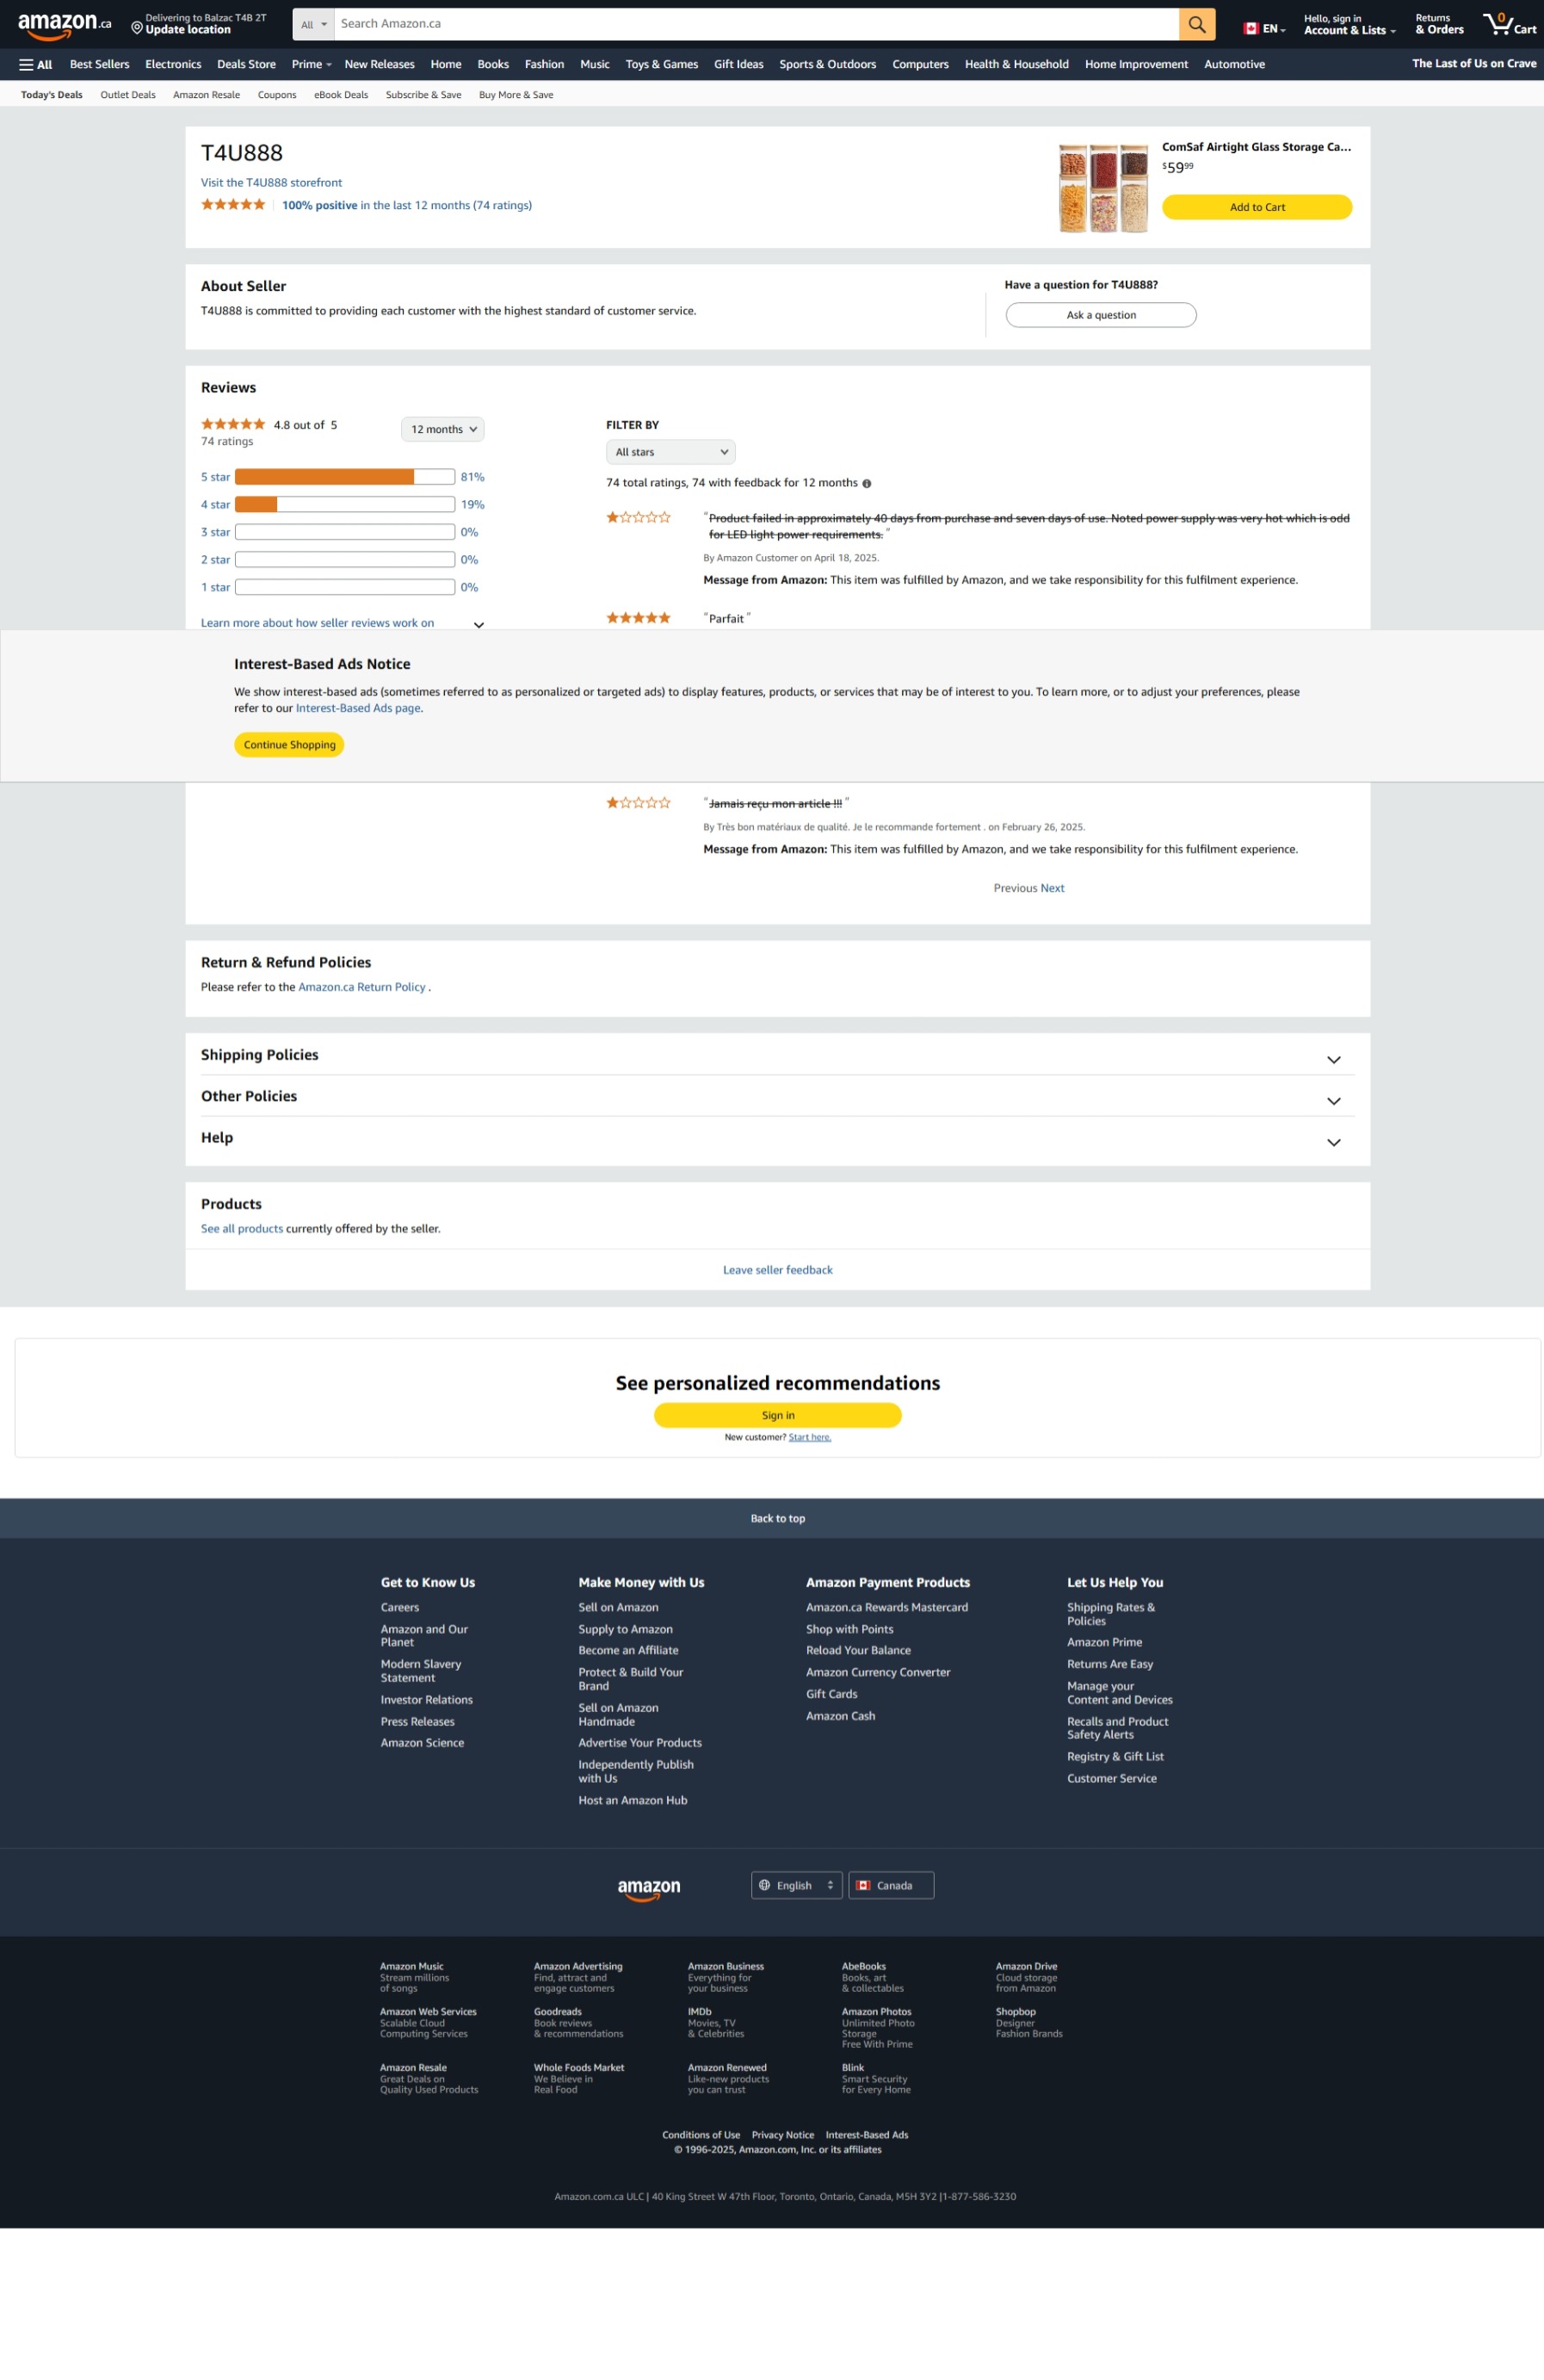 amazon.ca
Delivering to Balzac T4B 2T
Update location
All
Search Amazon.ca
EN
Hello, sign in
Account & Lists
Returns
& Orders
0
Cart
All
Best Sellers
Electronics
Deals Store
Prime
New Releases
Home
Books
Fashion
Music
Toys & Games
Gift Ideas
Sports & Outdoors
Computers
Health & Household
Home Improvement
Automotive
The Last of Us on Crave
Today's Deals
Outlet Deals
Amazon Resale
Coupons
eBook Deals
Subscribe & Save
Buy More & Save
T4U888
Visit the T4U888 storefront
100% positive in the last 12 months (74 ratings)
ComSaf Airtight Glass Storage Ca...
$5999
Add to Cart
About Seller
T4U888 is committed to providing each customer with the highest standard of customer service.
Have a question for T4U888?
Ask a question
Reviews
4.8 out of 5
74 ratings
12 months
5 star 81%
4 star 19%
3 star 0%
2 star 0%
1 star 0%
Learn more about how seller reviews work on
FILTER BY
All stars
74 total ratings, 74 with feedback for 12 months
"Product failed in approximately 40 days from purchase and seven days of use. Noted power supply was very hot which is odd
for LED light power requirements."
By Amazon Customer on April 18, 2025.
Message from Amazon: This item was fulfilled by Amazon, and we take responsibility for this fulfilment experience.
"Parfait"
Interest-Based Ads Notice
We show interest-based ads (sometimes referred to as personalized or targeted ads) to display features, products, or services that may be of interest to you. To learn more, or to adjust your preferences, please
refer to our Interest-Based Ads page.
Continue Shopping
"Jamais reçu mon article !!!"
By Très bon matériaux de qualité. Je le recommande fortement . on February 26, 2025.
Message from Amazon: This item was fulfilled by Amazon, and we take responsibility for this fulfilment experience.
Previous Next
Return & Refund Policies
Please refer to the Amazon.ca Return Policy .
Shipping Policies
Other Policies
Help
Products
See all products currently offered by the seller.
Leave seller feedback
See personalized recommendations
Sign in
New customer? Start here.
Back to top
Get to Know Us
Careers
Amazon and Our
Planet
Modern Slavery
Statement
Investor Relations
Press Releases
Amazon Science
Make Money with Us
Sell on Amazon
Supply to Amazon
Become an Affiliate
Protect & Build Your
Brand
Sell on Amazon
Handmade
Advertise Your Products
Independently Publish
with Us
Host an Amazon Hub
Amazon Payment Products
Amazon.ca Rewards Mastercard
Shop with Points
Reload Your Balance
Amazon Currency Converter
Gift Cards
Amazon Cash
Let Us Help You
Shipping Rates &
Policies
Amazon Prime
Returns Are Easy
Manage your
Content and Devices
Recalls and Product
Safety Alerts
Registry & Gift List
Customer Service
amazon
English
Canada
Amazon Music
Stream millions
of songs
Amazon Advertising
Find, attract and
engage customers
Amazon Business
Everything for
your business
AbeBooks
Books, art
& collectables
Amazon Drive
Cloud storage
from Amazon
Amazon Web Services
Scalable Cloud
Computing Services
Goodreads
Book reviews
& recommendations
IMDb
Movies, TV
& Celebrities
Amazon Photos
Unlimited Photo
Storage
Free With Prime
Shopbop
Designer
Fashion Brands
Amazon Resale
Great Deals on
Quality Used Products
Whole Foods Market
We Believe in
Real Food
Amazon Renewed
Like-new products
you can trust
Blink
Smart Security
for Every Home
Conditions of Use
Privacy Notice
Interest-Based Ads
© 1996-2025, Amazon.com, Inc. or its affiliates
Amazon.com.ca ULC | 40 King Street W 47th Floor, Toronto, Ontario, Canada, M5H 3Y2 |1-877-586-3230